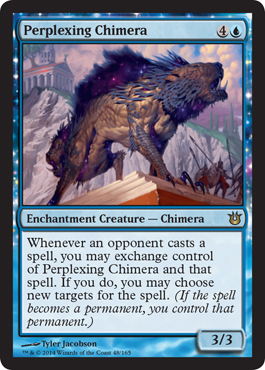 Perplexing Chimera 4
Enchantment Creature — Chimera
Whenever an opponent casts a
spell, you may exchange control
of Perplexing Chimera and that
spell. If you do, you may choose
new targets for the spell. (If the
spell becomes a permanent, you
control that permanent.)
Tyler Jacobson
3/3
™ & © 2014 Wizards of the Coast 48/165